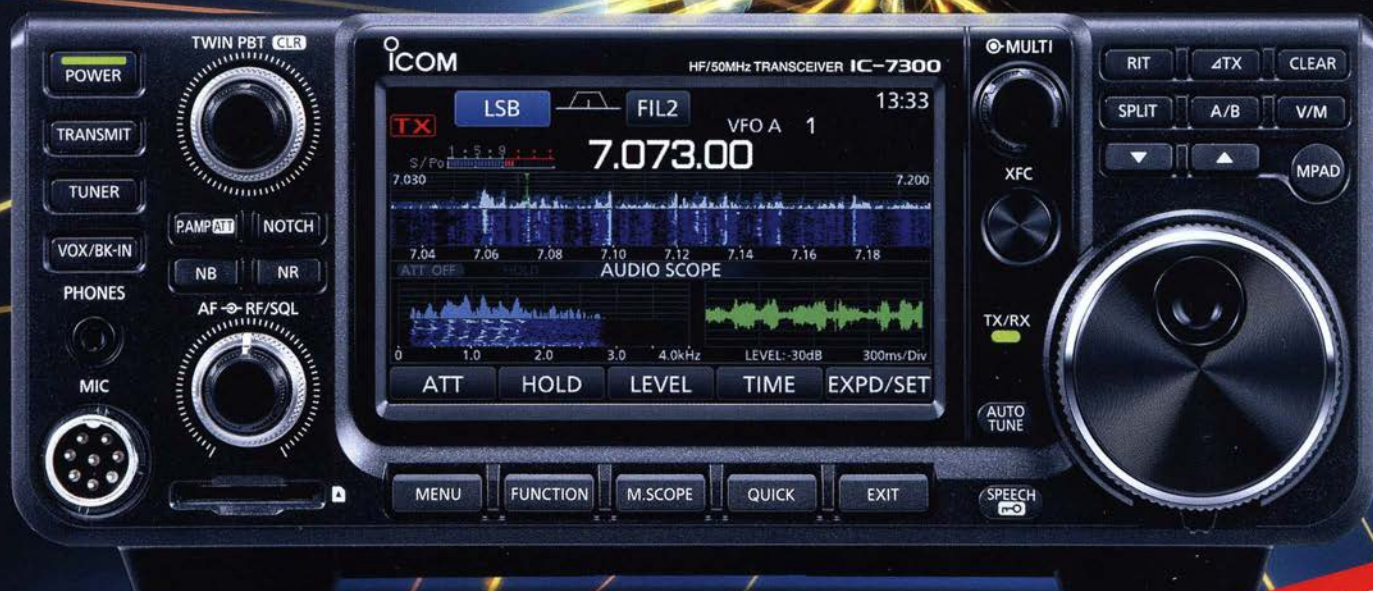 POWER
TRANSMIT
TUNER
VOX/BK-IN
PHONES
MIC
TWIN PBT CLR
P.AMP ATT NOTCH
NB NR
AF RF/SQL
ICOM
HF/50MHz TRANSCEIVER IC-7300
LSB FIL2 13:33
TX VFO A 1
S/Po 1 • 5 • 9 • • •
7.073.00
7.030 7.200
7.04 7.06 7.08 7.10 7.12 7.14 7.16 7.18
ATT OFF HOLD AUDIO SCOPE
0 1.0 2.0 3.0 4.0kHz LEVEL:-30dB 300ms/Div
ATT HOLD LEVEL TIME EXPD/SET
MENU FUNCTION M.SCOPE QUICK EXIT
MULTI
XFC
TX/RX
AUTO
TUNE
SPEECH
RIT ⊿TX CLEAR
SPLIT A/B V/M
▼ ▲ MPAD